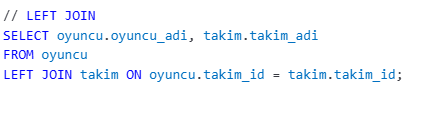 // LEFT JOIN
SELECT oyuncu.oyuncu_adi, takim.takim_adi
FROM oyuncu
LEFT JOIN takim ON oyuncu.takim_id = takim.takim_id;